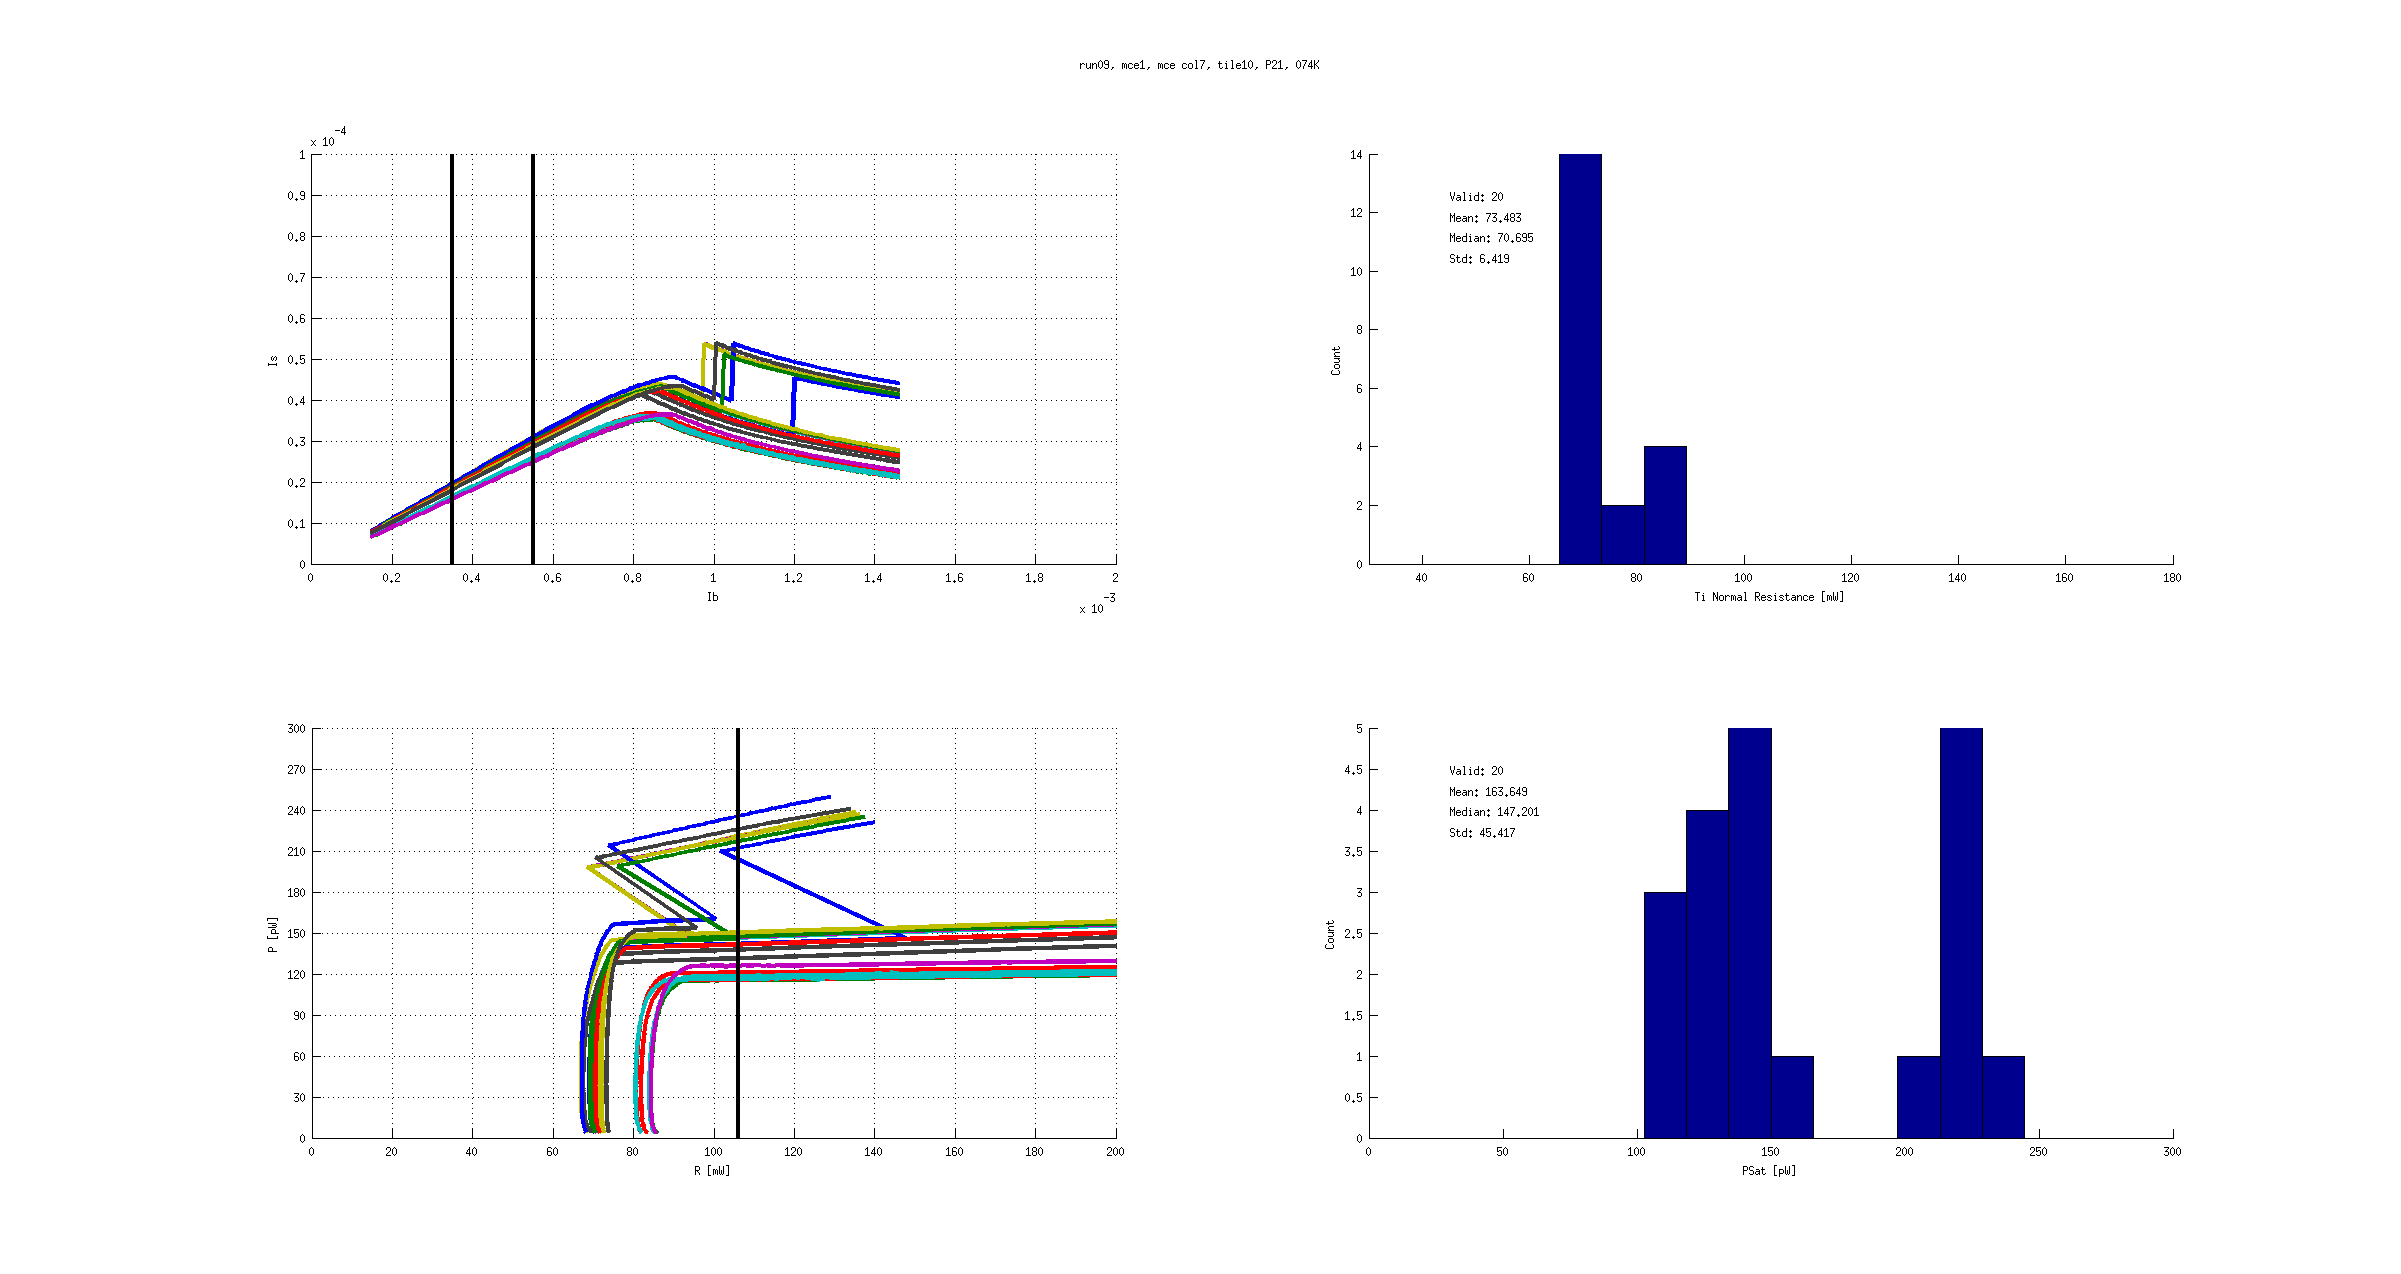 run09, mce1, mce col7, tile10, P21, 074K
x 10^-4
1
0.9
0.8
0.7
0.6
0.5
0.4
0.3
0.2
0.1
0
Is
0 0.2 0.4 0.6 0.8 1 1.2 1.4 1.6 1.8 2
Ib
x 10^-3
14
12
10
8
6
4
2
0
Count
Valid: 20
Mean: 73.483
Median: 70.695
Std: 6.419
40 60 80 100 120 140 160 180
Ti Normal Resistance [mW]
300
270
240
210
180
150
120
90
60
30
0
P [pW]
0 20 40 60 80 100 120 140 160 180 200
R [mW]
5
4.5
4
3.5
3
2.5
2
1.5
1
0.5
0
Count
Valid: 20
Mean: 163.649
Median: 147.201
Std: 45.417
0 50 100 150 200 250 300
PSat [pW]